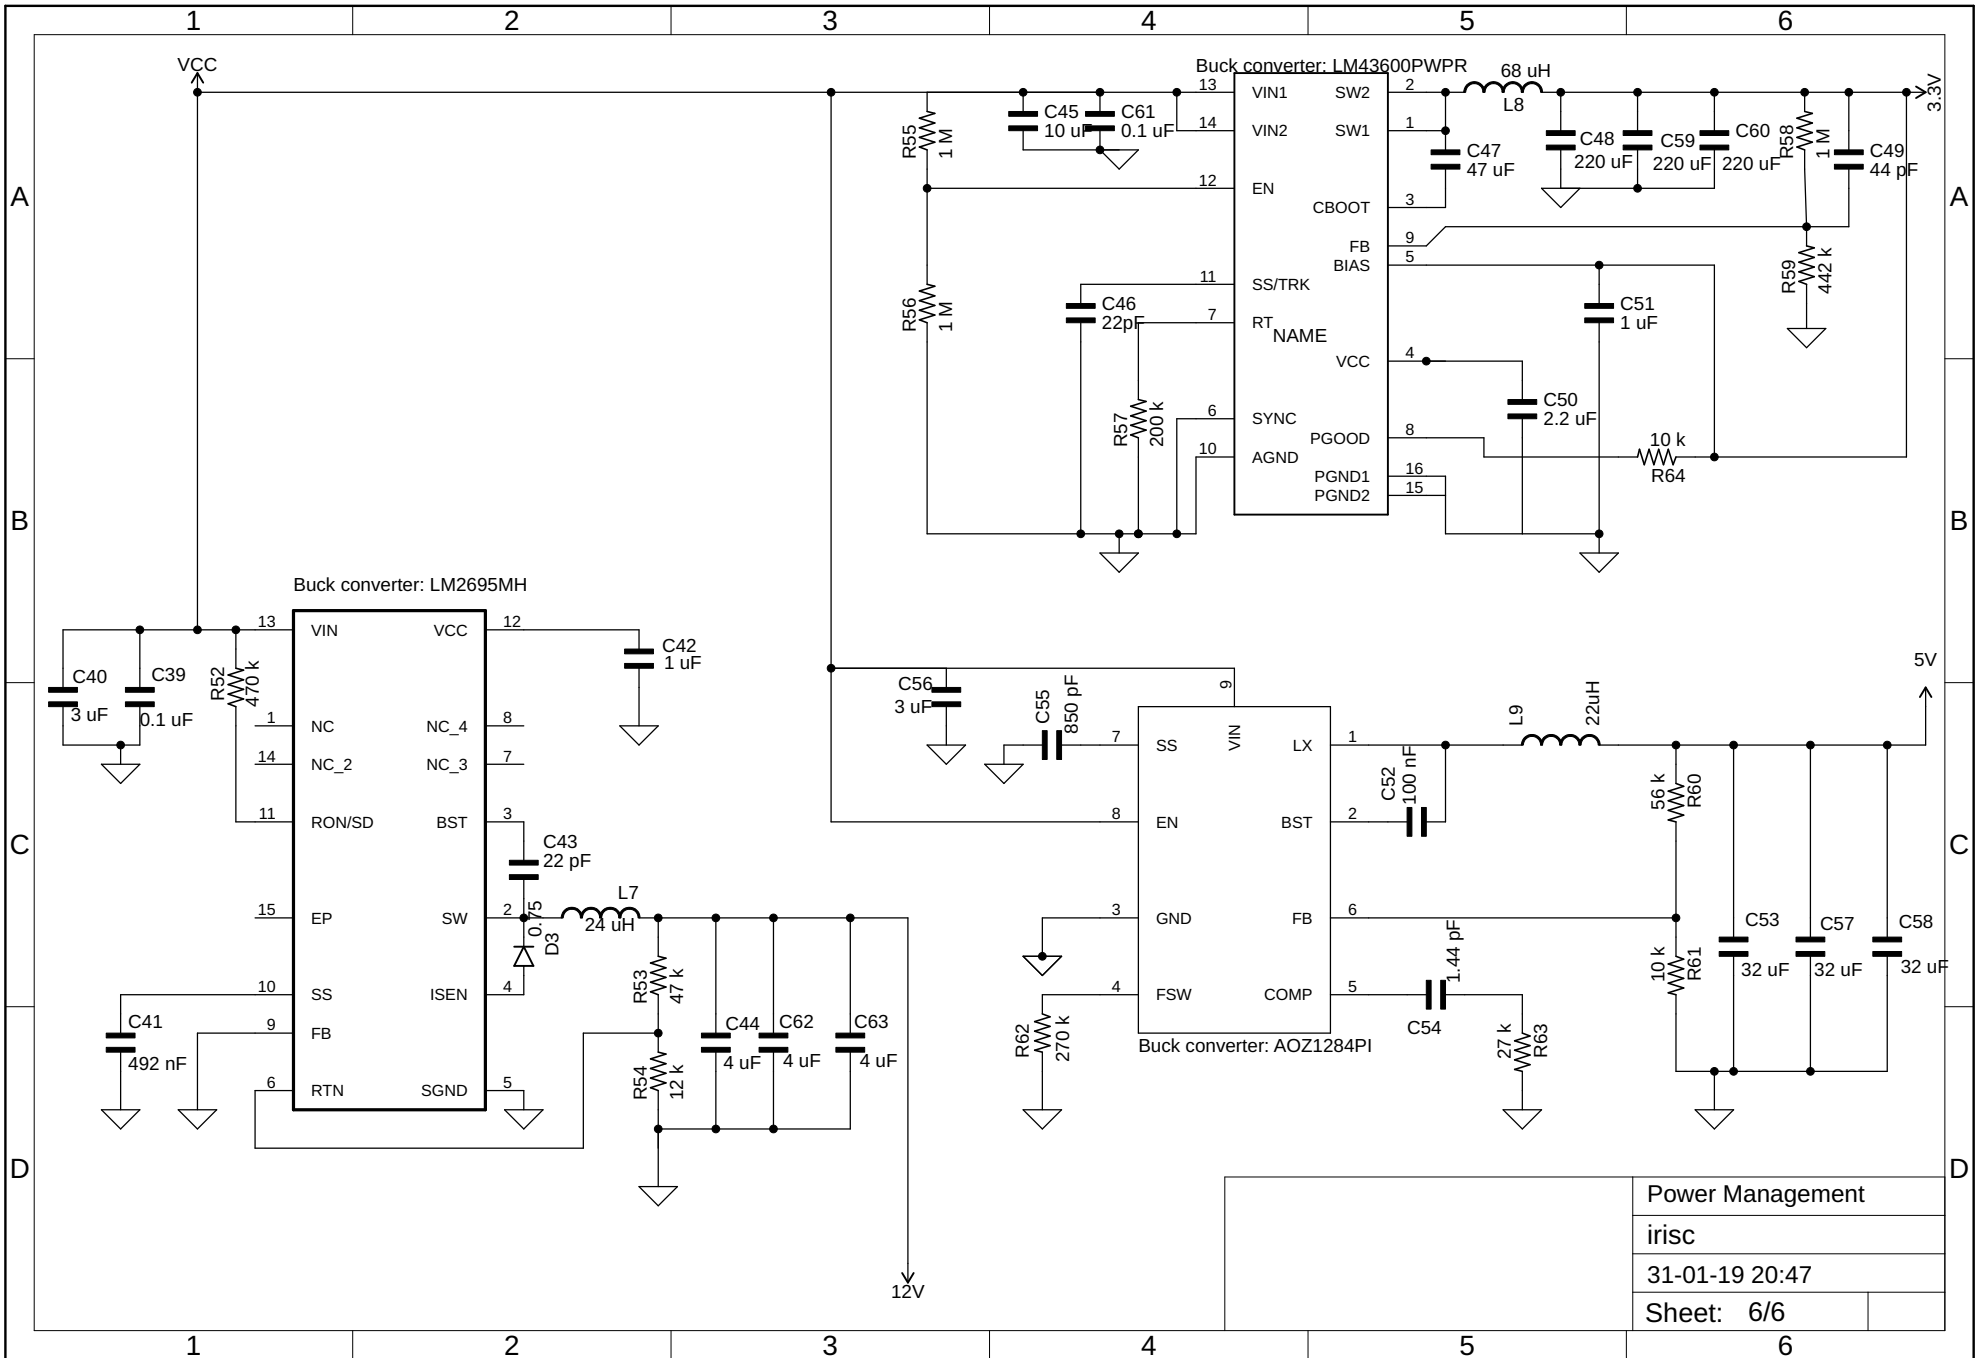 1 2 3 4 5 6
VCC
Buck converter: LM43600PWPR
68 uH
L8
3.3V
13 VIN1 SW2 2
14 VIN2 SW1 1
R55
1 M
C45
10 uF
C61
0.1 uF
C47
47 uF
C48
220 uF
C59
220 uF
C60
220 uF
R58
1 M
C49
44 pF
A A
12 EN
CBOOT 3
FB 9
BIAS 5
R59
442 k
11 SS/TRK
R56
1 M
C46
22pF
7 RT
NAME
C51
1 uF
VCC 4
C50
2.2 uF
R57
200 k
6 SYNC
PGOOD 8
10 k
R64
10 AGND
PGND1 16
PGND2 15
B B
Buck converter: LM2695MH
13 VIN VCC 12
C42
1 uF
C40
3 uF
C39
0.1 uF
R52
470 k
1 NC NC_4 8
14 NC_2 NC_3 7
11 RON/SD BST 3
C43
22 pF
15 EP SW 2
0.75
D3
L7
24 uH
10 SS ISEN 4
9 FB
6 RTN SGND 5
C41
492 nF
R53
47 k
R54
12 k
C44
4 uF
C62
4 uF
C63
4 uF
12V
C56
3 uF
C55
850 pF
9
VIN
7 SS LX 1
8 EN BST 2
3 GND FB 6
4 FSW COMP 5
Buck converter: AOZ1284PI
C52
100 nF
L9
22uH
5V
56 k
R60
10 k
R61
C53
32 uF
C57
32 uF
C58
32 uF
1.44 pF
C54
27 k
R63
R62
270 k
C C
D D
Power Management
irisc
31-01-19 20:47
Sheet: 6/6
1 2 3 4 5 6